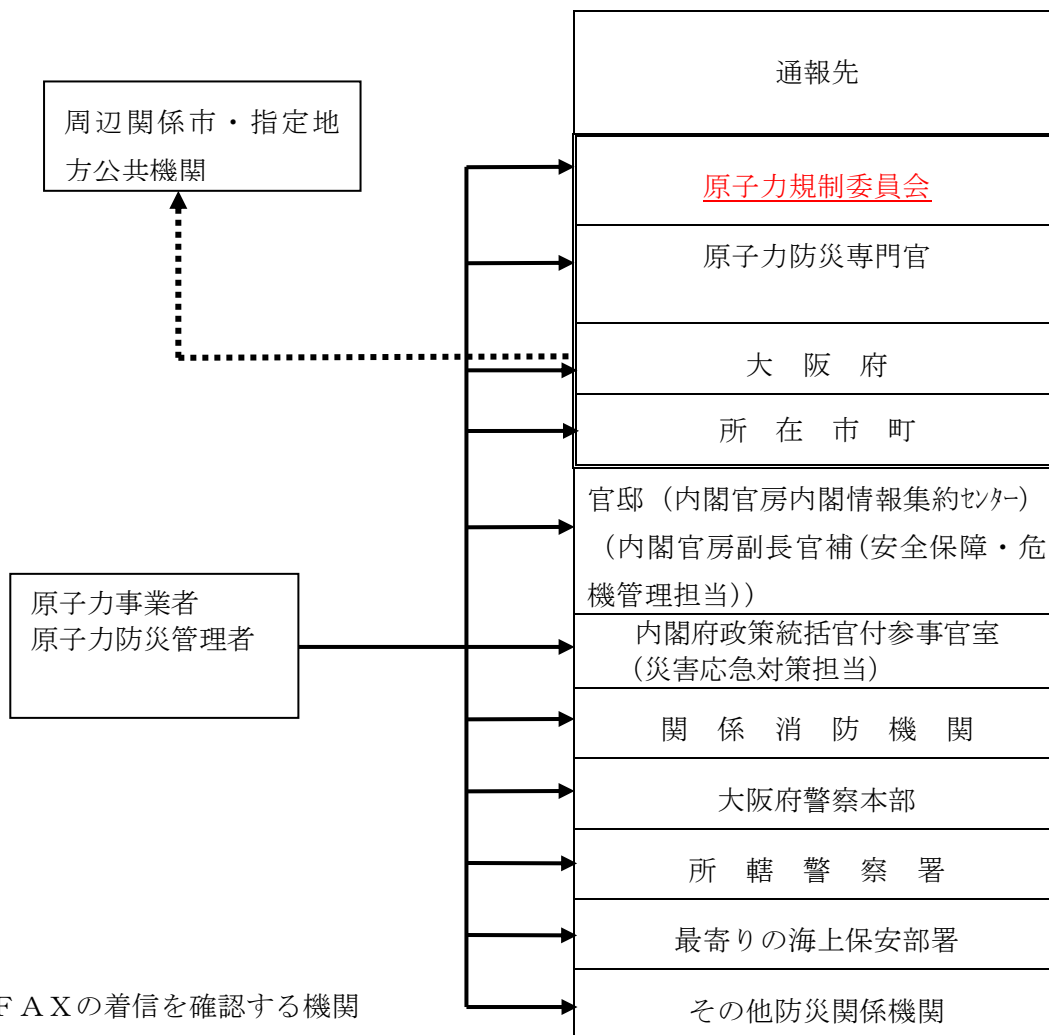 通報先
周辺関係市・指定地
方公共機関
原子力規制委員会
原子力防災専門官
大　阪　府
所　在　市　町
官邸（内閣官房内閣情報集約ｾﾝﾀｰ）
（内閣官房副長官補(安全保障・危
機管理担当)）
原子力事業者
原子力防災管理者
内閣府政策統括官付参事官室
（災害応急対策担当）
関　係　消　防　機　関
大阪府警察本部
所　轄　警　察　署
最寄りの海上保安部署
ＦＡＸの着信を確認する機関
その他防災関係機関